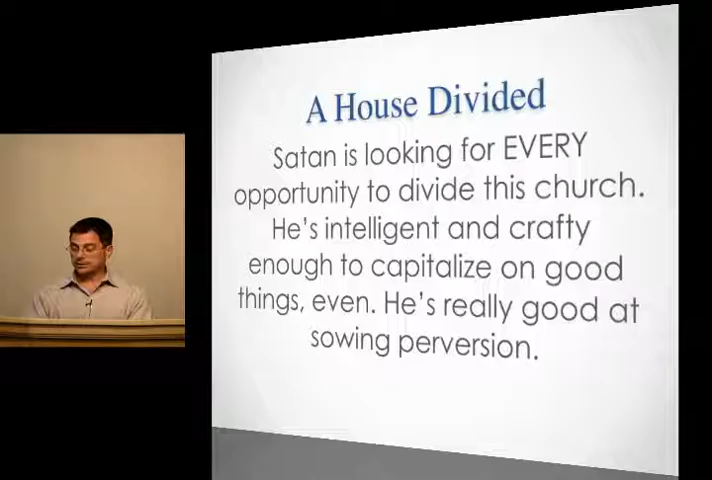 A House Divided
Satan is looking for EVERY
opportunity to divide this church.
He's intelligent and crafty
enough to capitalize on good
things, even. He's really good at
sowing perversion.